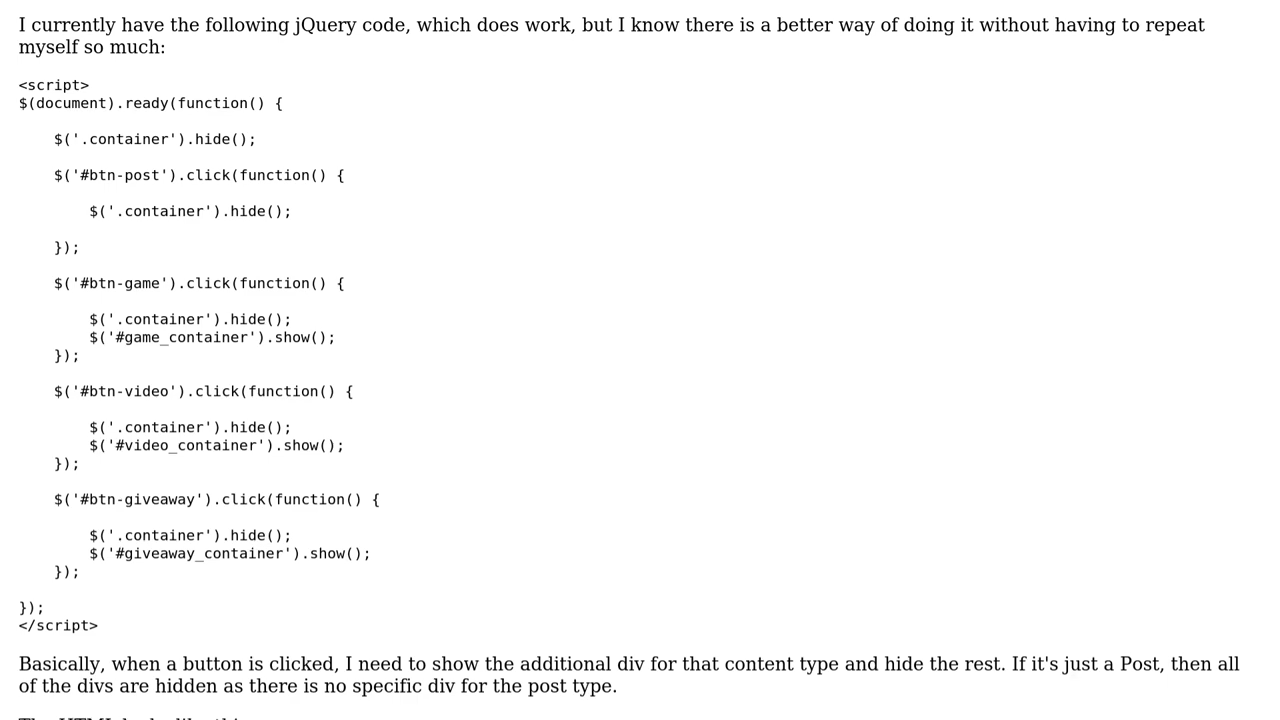 I currently have the following jQuery code, which does work, but I know there is a better way of doing it without having to repeat
myself so much:
<script>
$(document).ready(function() {
    $('.container').hide();
    $('#btn-post').click(function() {
        $('.container').hide();
    });
    $('#btn-game').click(function() {
        $('.container').hide();
        $('#game_container').show();
    });
    $('#btn-video').click(function() {
        $('.container').hide();
        $('#video_container').show();
    });
    $('#btn-giveaway').click(function() {
        $('.container').hide();
        $('#giveaway_container').show();
    });
});
</script>
Basically, when a button is clicked, I need to show the additional div for that content type and hide the rest. If it's just a Post, then all
of the divs are hidden as there is no specific div for the post type.